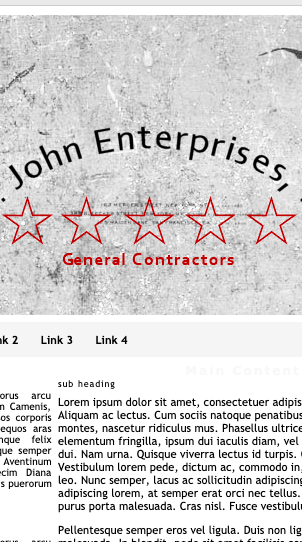 . John Enterprises,
General Contractors
nk 2 Link 3 Link 4
Main Content
sub heading
orus arcu
n Camenis,
os corporis
equos aras
nque felix
que semper
Aventinum
ecim Diana
s puerorum
Lorem ipsum dolor sit amet, consectetuer adipis
Aliquam ac lectus. Cum sociis natoque penatibus
montes, nascetur ridiculus mus. Phasellus ultrice
elementum fringilla, ipsum dui iaculis diam, vel
dui. Nam urna. Quisque viverra lectus id turpis. C
Vestibulum lorem pede, dictum ac, commodo in,
leo. Nunc semper, lacus ac sollicitudin adipiscing
adipiscing lorem, at semper erat orci nec tellus.
purus porta malesuada. Cras nisl. Fusce vestibul
Pellentesque semper eros vel ligula. Duis non lig